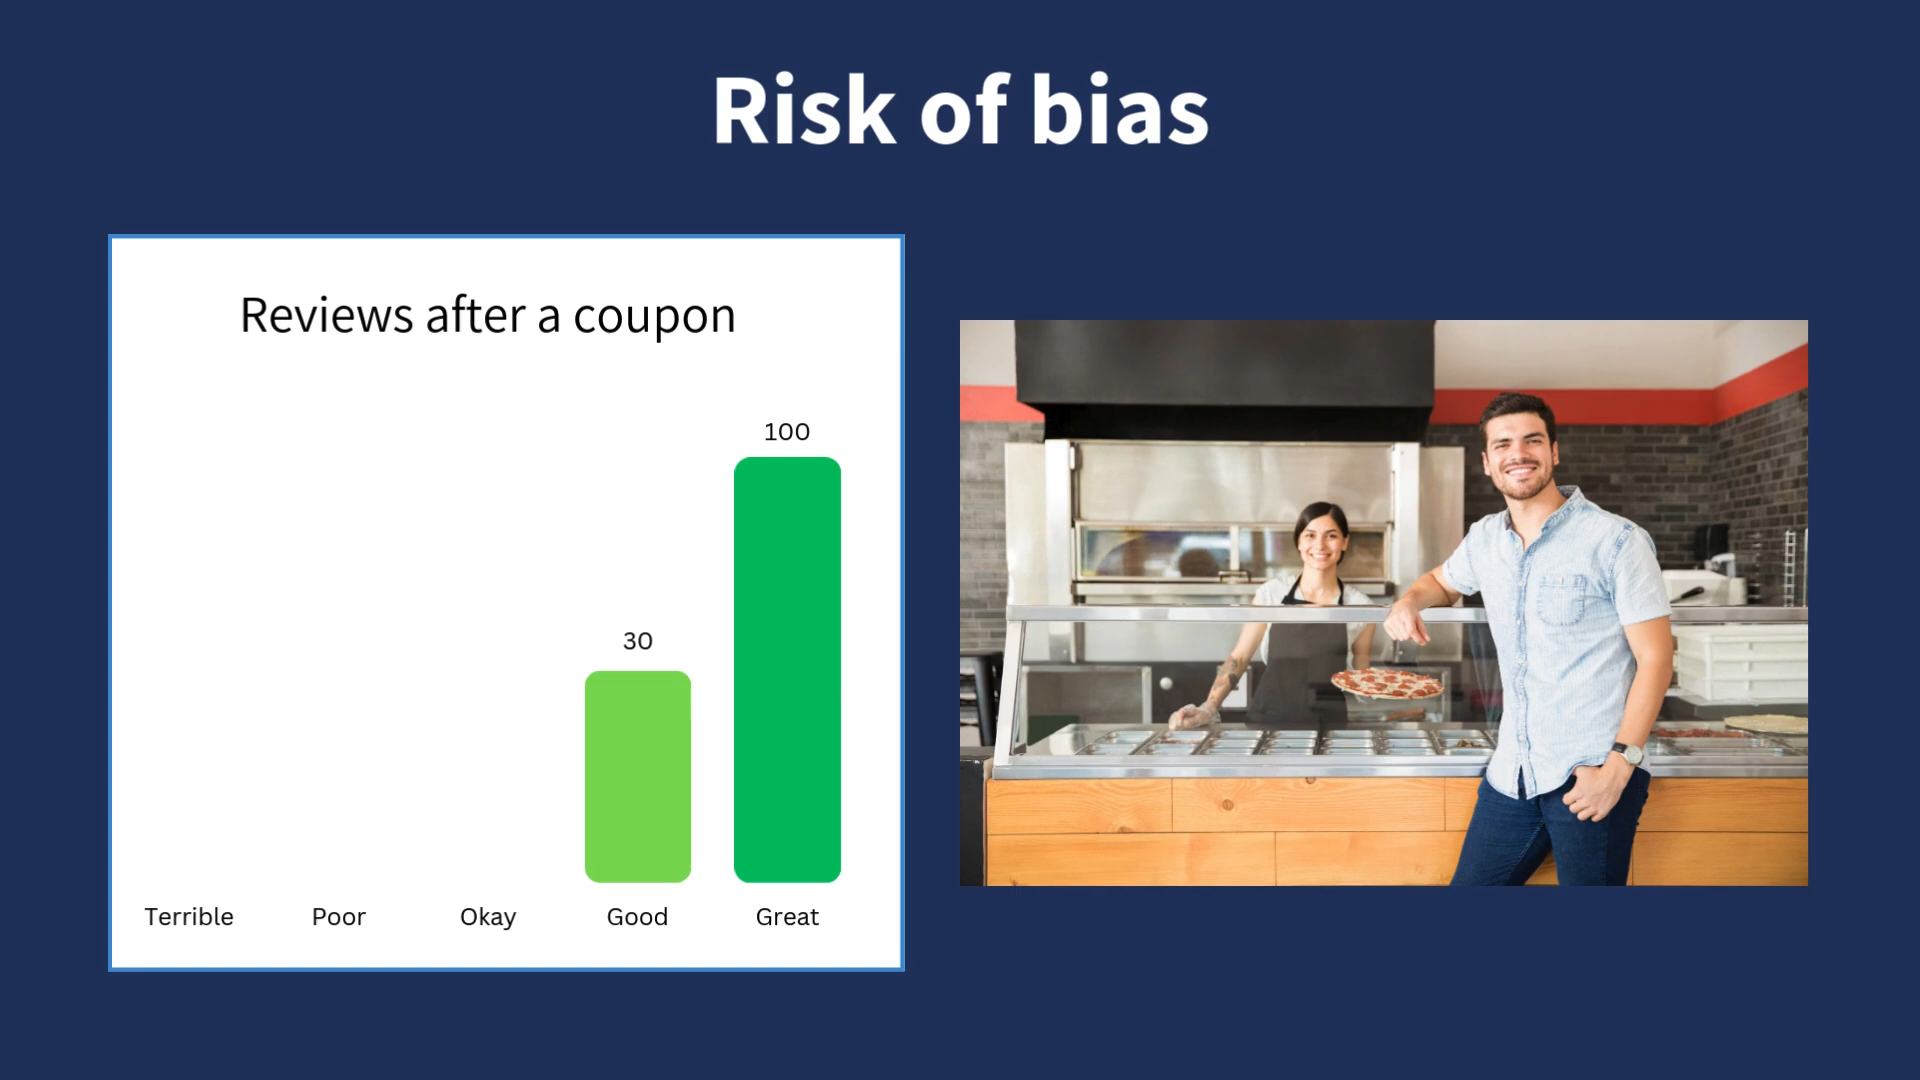 Risk of bias
Reviews after a coupon
100
30
Terrible Poor Okay Good Great